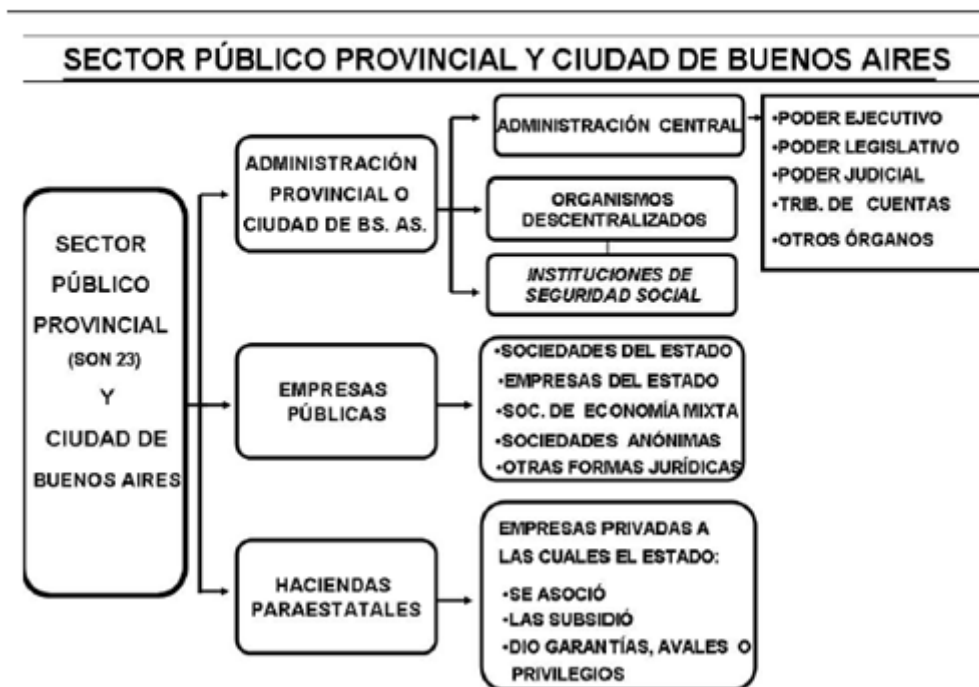 SECTOR PÚBLICO PROVINCIAL Y CIUDAD DE BUENOS AIRES
SECTOR
PÚBLICO
PROVINCIAL
(SON 23)
Y
CIUDAD DE
BUENOS AIRES
ADMINISTRACIÓN
PROVINCIAL O
CIUDAD DE BS. AS.
ADMINISTRACIÓN CENTRAL
•PODER EJECUTIVO
•PODER LEGISLATIVO
•PODER JUDICIAL
•TRIB. DE CUENTAS
•OTROS ÓRGANOS
ORGANISMOS
DESCENTRALIZADOS
INSTITUCIONES DE
SEGURIDAD SOCIAL
EMPRESAS
PÚBLICAS
•SOCIEDADES DEL ESTADO
•EMPRESAS DEL ESTADO
•SOC. DE ECONOMÍA MIXTA
•SOCIEDADES ANÓNIMAS
•OTRAS FORMAS JURÍDICAS
HACIENDAS
PARAESTATALES
EMPRESAS PRIVADAS A
LAS CUALES EL ESTADO:
•SE ASOCIÓ
•LAS SUBSIDIÓ
•DIO GARANTÍAS, AVALES O
PRIVILEGIOS